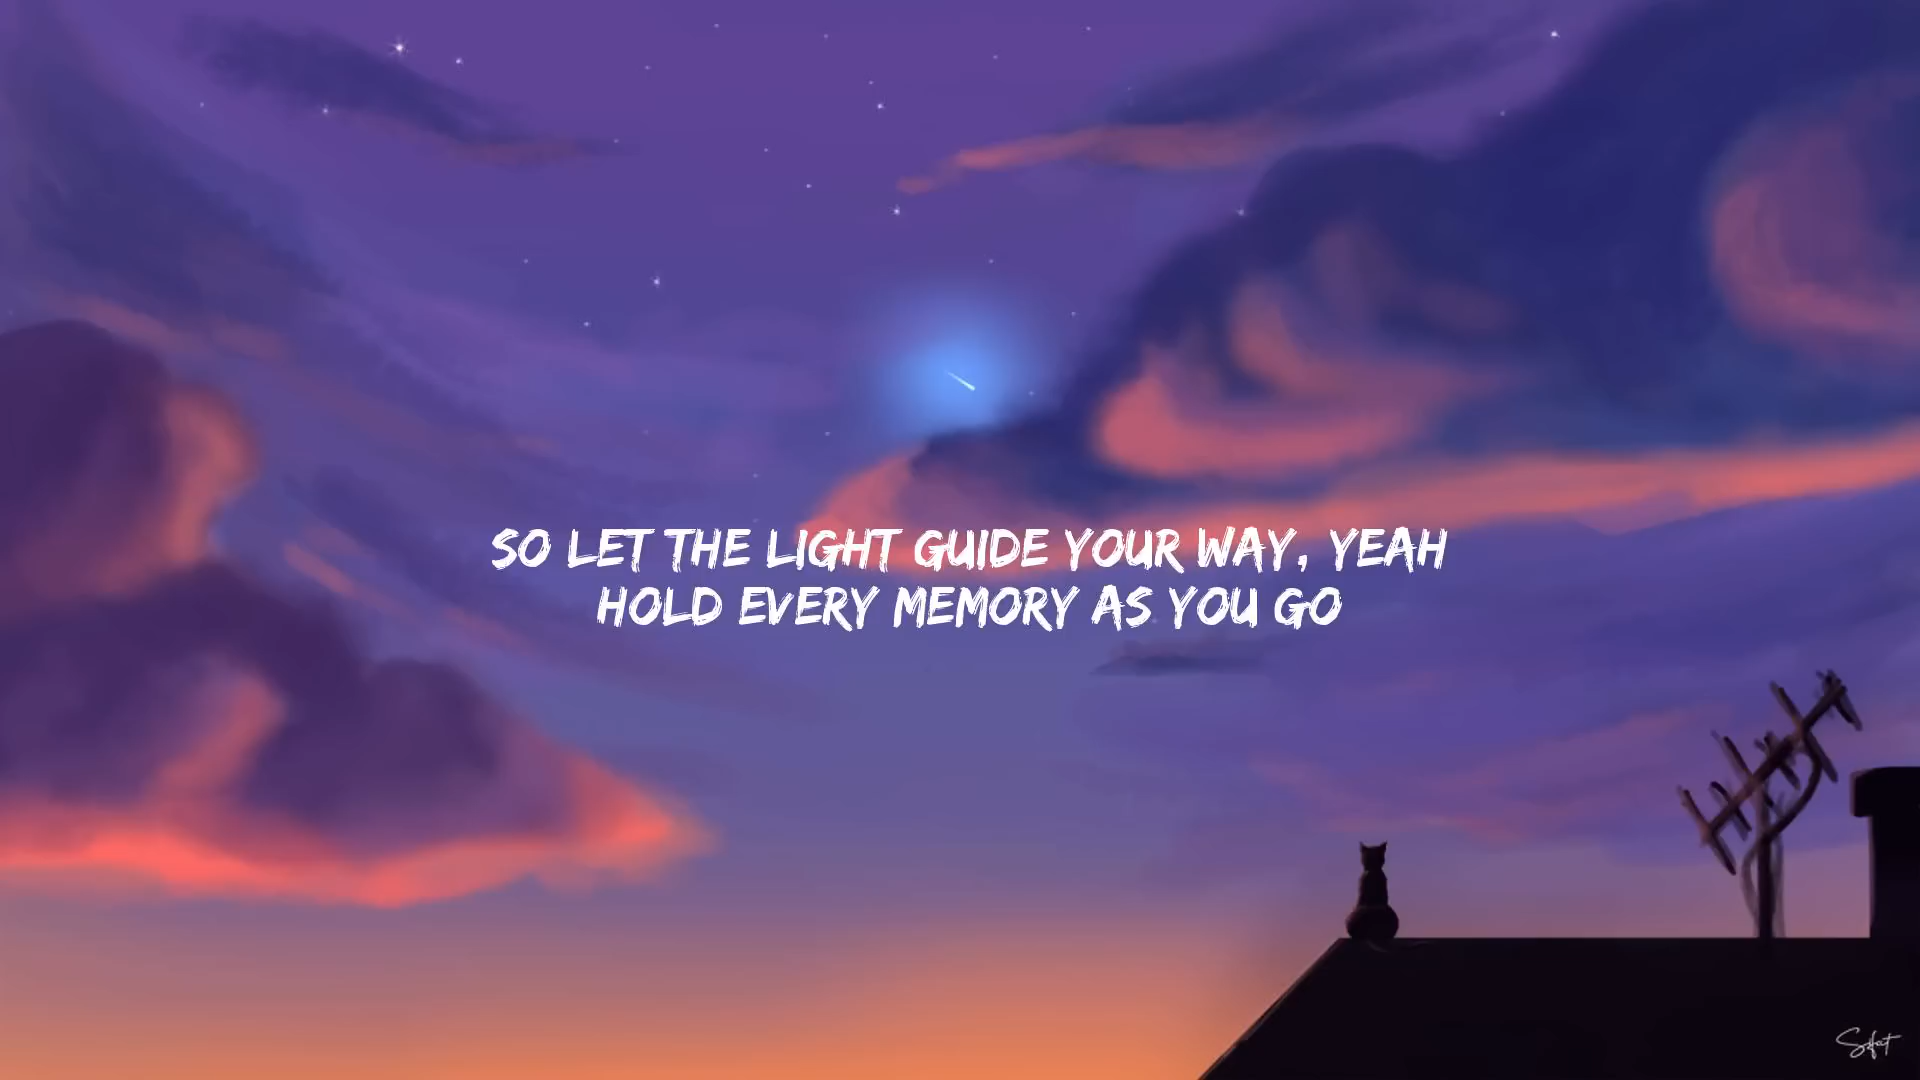 SO LET THE LIGHT GUIDE YOUR WAY, YEAH
HOLD EVERY MEMORY AS YOU GO